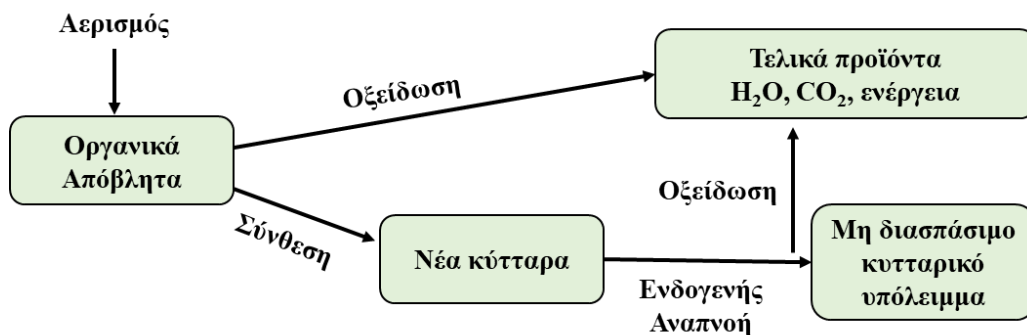 Αερισμός
Οργανικά
Απόβλητα
Οξείδωση
Τελικά προϊόντα
H₂O, CO₂, ενέργεια
Σύνθεση
Νέα κύτταρα
Ενδογενής
Αναπνοή
Οξείδωση
Μη διασπάσιμο
κυτταρικό
υπόλειμμα